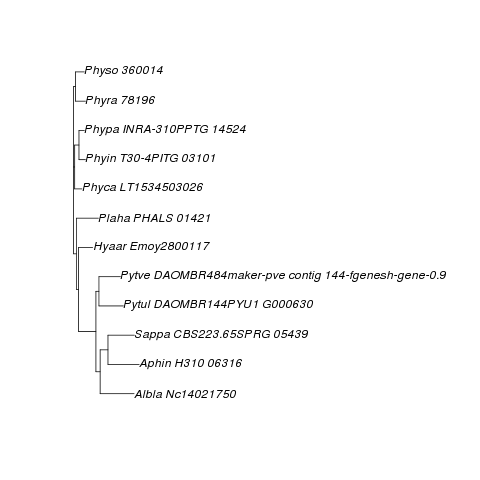 Physo 360014
Phyra 78196
Phypa INRA-310PPTG 14524
Phyin T30-4PITG 03101
Phyca LT1534503026
Plaha PHALS 01421
Hyaar Emoy2800117
Pytve DAOMBR484maker-pve contig 144-fgenesh-gene-0.9
Pytul DAOMBR144PYU1 G000630
Sappa CBS223.65SPRG 05439
Aphin H310 06316
Albla Nc14021750